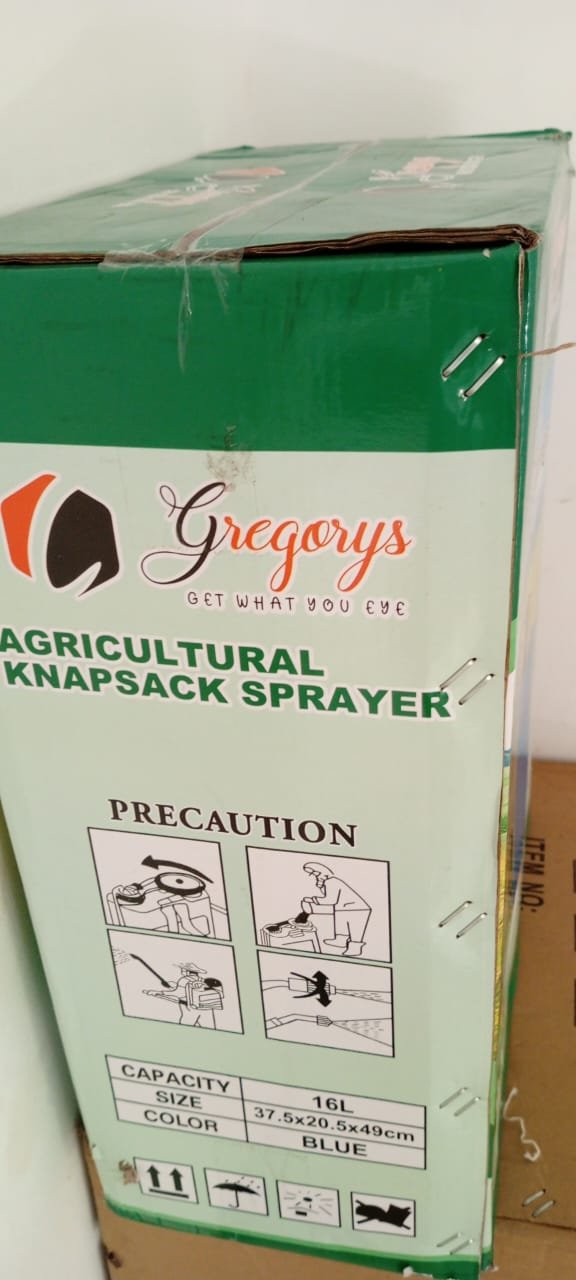 Gregorys
GET WHAT YOU EYE
AGRICULTURAL
KNAPSACK SPRAYER
PRECAUTION
CAPACITY 16L
SIZE 37.5x20.5x49cm
COLOR BLUE
ITEM NO: